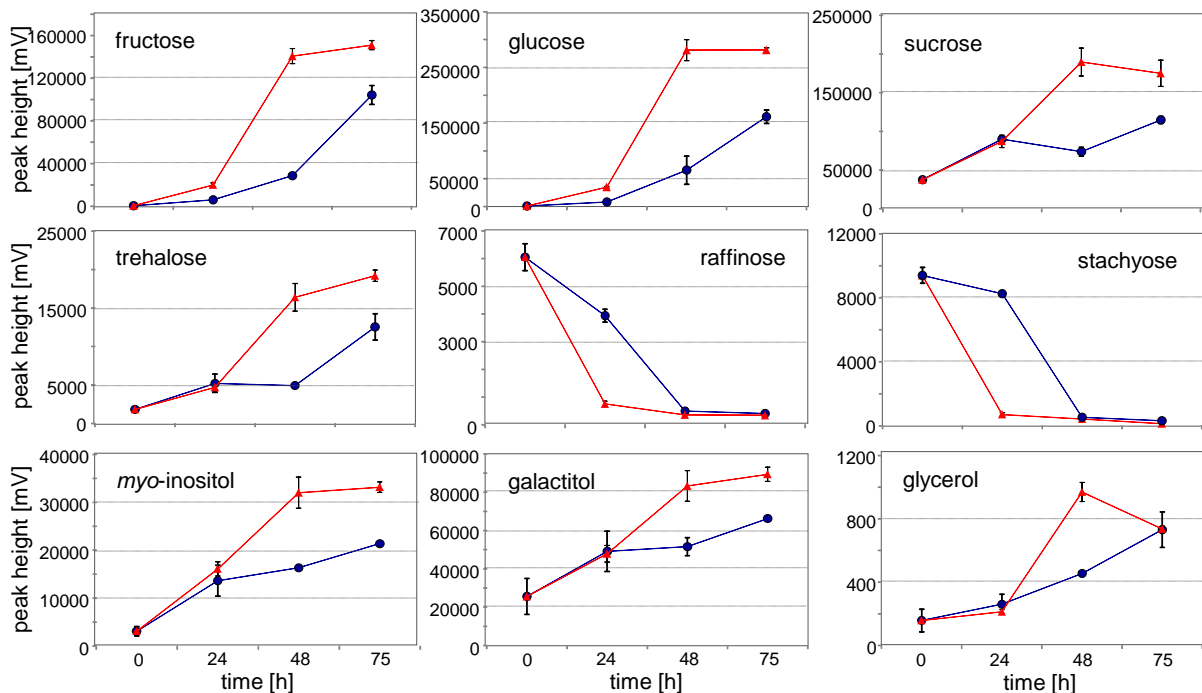 peak height [mV]
160000
120000
80000
40000
0
fructose
350000
250000
150000
50000
0
glucose
250000
150000
50000
0
sucrose
peak height [mV]
25000
15000
5000
0
trehalose
7000
5000
3000
0
raffinose
12000
8000
4000
0
stachyose
peak height [mV]
40000
30000
20000
10000
0
myo-inositol
100000
80000
60000
40000
20000
0
galactitol
1200
800
400
0
glycerol
0 24 48 75
0 24 48 75
0 24 48 75
time [h]
time [h]
time [h]